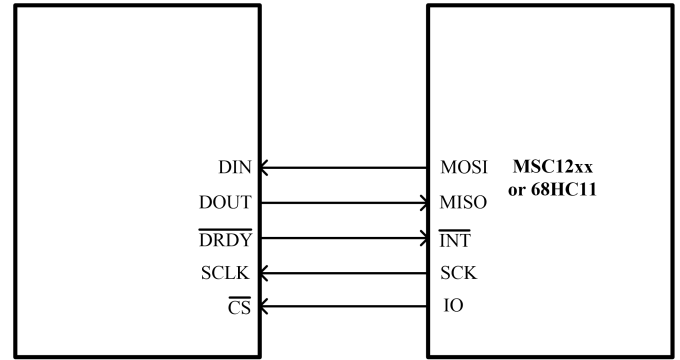 DIN MOSI MSC12xx
DOUT MISO or 68HC11
DRDY INT
SCLK SCK
CS IO